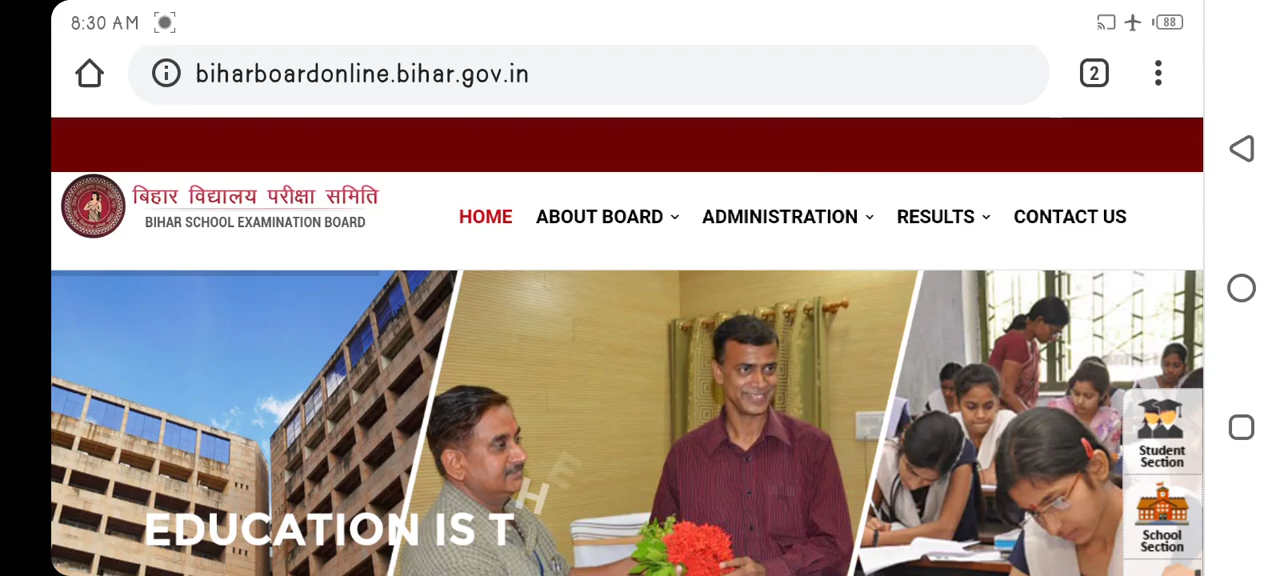 8:30 AM
88
biharboardonline.bihar.gov.in
2
बिहार विद्यालय परीक्षा समिति
BIHAR SCHOOL EXAMINATION BOARD
HOME ABOUT BOARD ADMINISTRATION RESULTS CONTACT US
EDUCATION IS T H E
Student
Section
School
Section